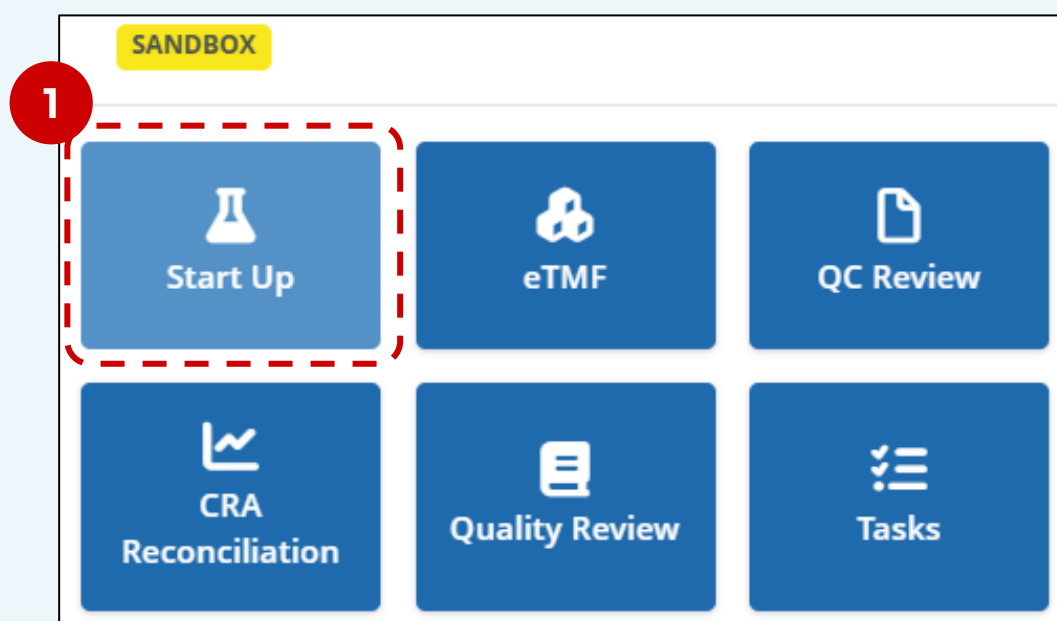 SANDBOX
1
Start Up
eTMF
QC Review
CRA
Reconciliation
Quality Review
Tasks